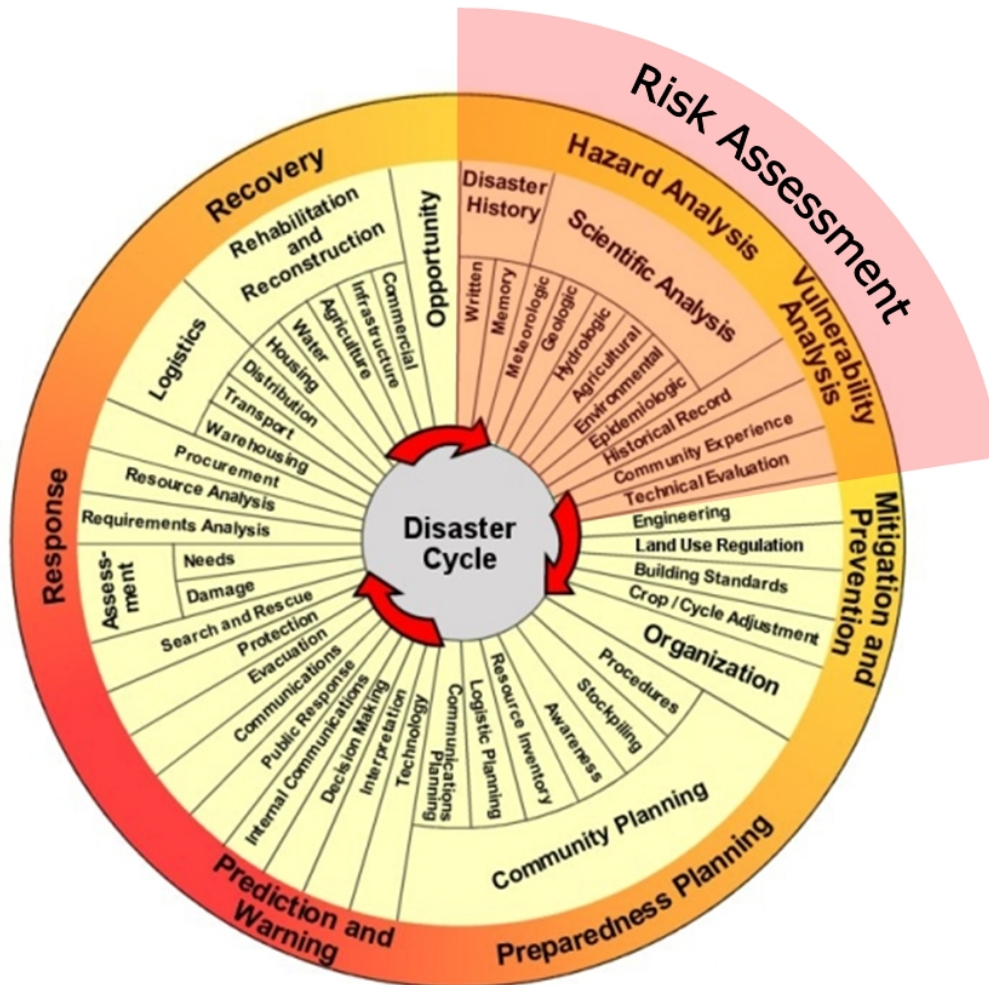 Risk Assessment
Hazard Analysis
Vulnerability
Analysis
Mitigation and
Prevention
Preparedness Planning
Prediction and
Warning
Response
Recovery
Disaster
History
Written
Memory
Scientific Analysis
Meteorologic
Geologic
Hydrologic
Agricultural
Environmental
Epidemiologic
Historical Record
Community Experience
Technical Evaluation
Engineering
Land Use Regulation
Building Standards
Crop / Cycle Adjustment
Organization
Community Planning
Procedures
Stockpiling
Awareness
Resource Inventory
Logistic Planning
Communications
Planning
Technology
Interpretation
Decision Making
Internal Communications
Public Response
Communications
Evacuation
Protection
Search and Rescue
Assess-
ment
Damage
Needs
Requirements Analysis
Resource Analysis
Procurement
Logistics
Warehousing
Transport
Distribution
Rehabilitation
and
Reconstruction
Housing
Water
Agriculture
Infrastructure
Commercial
Opportunity
Disaster
Cycle